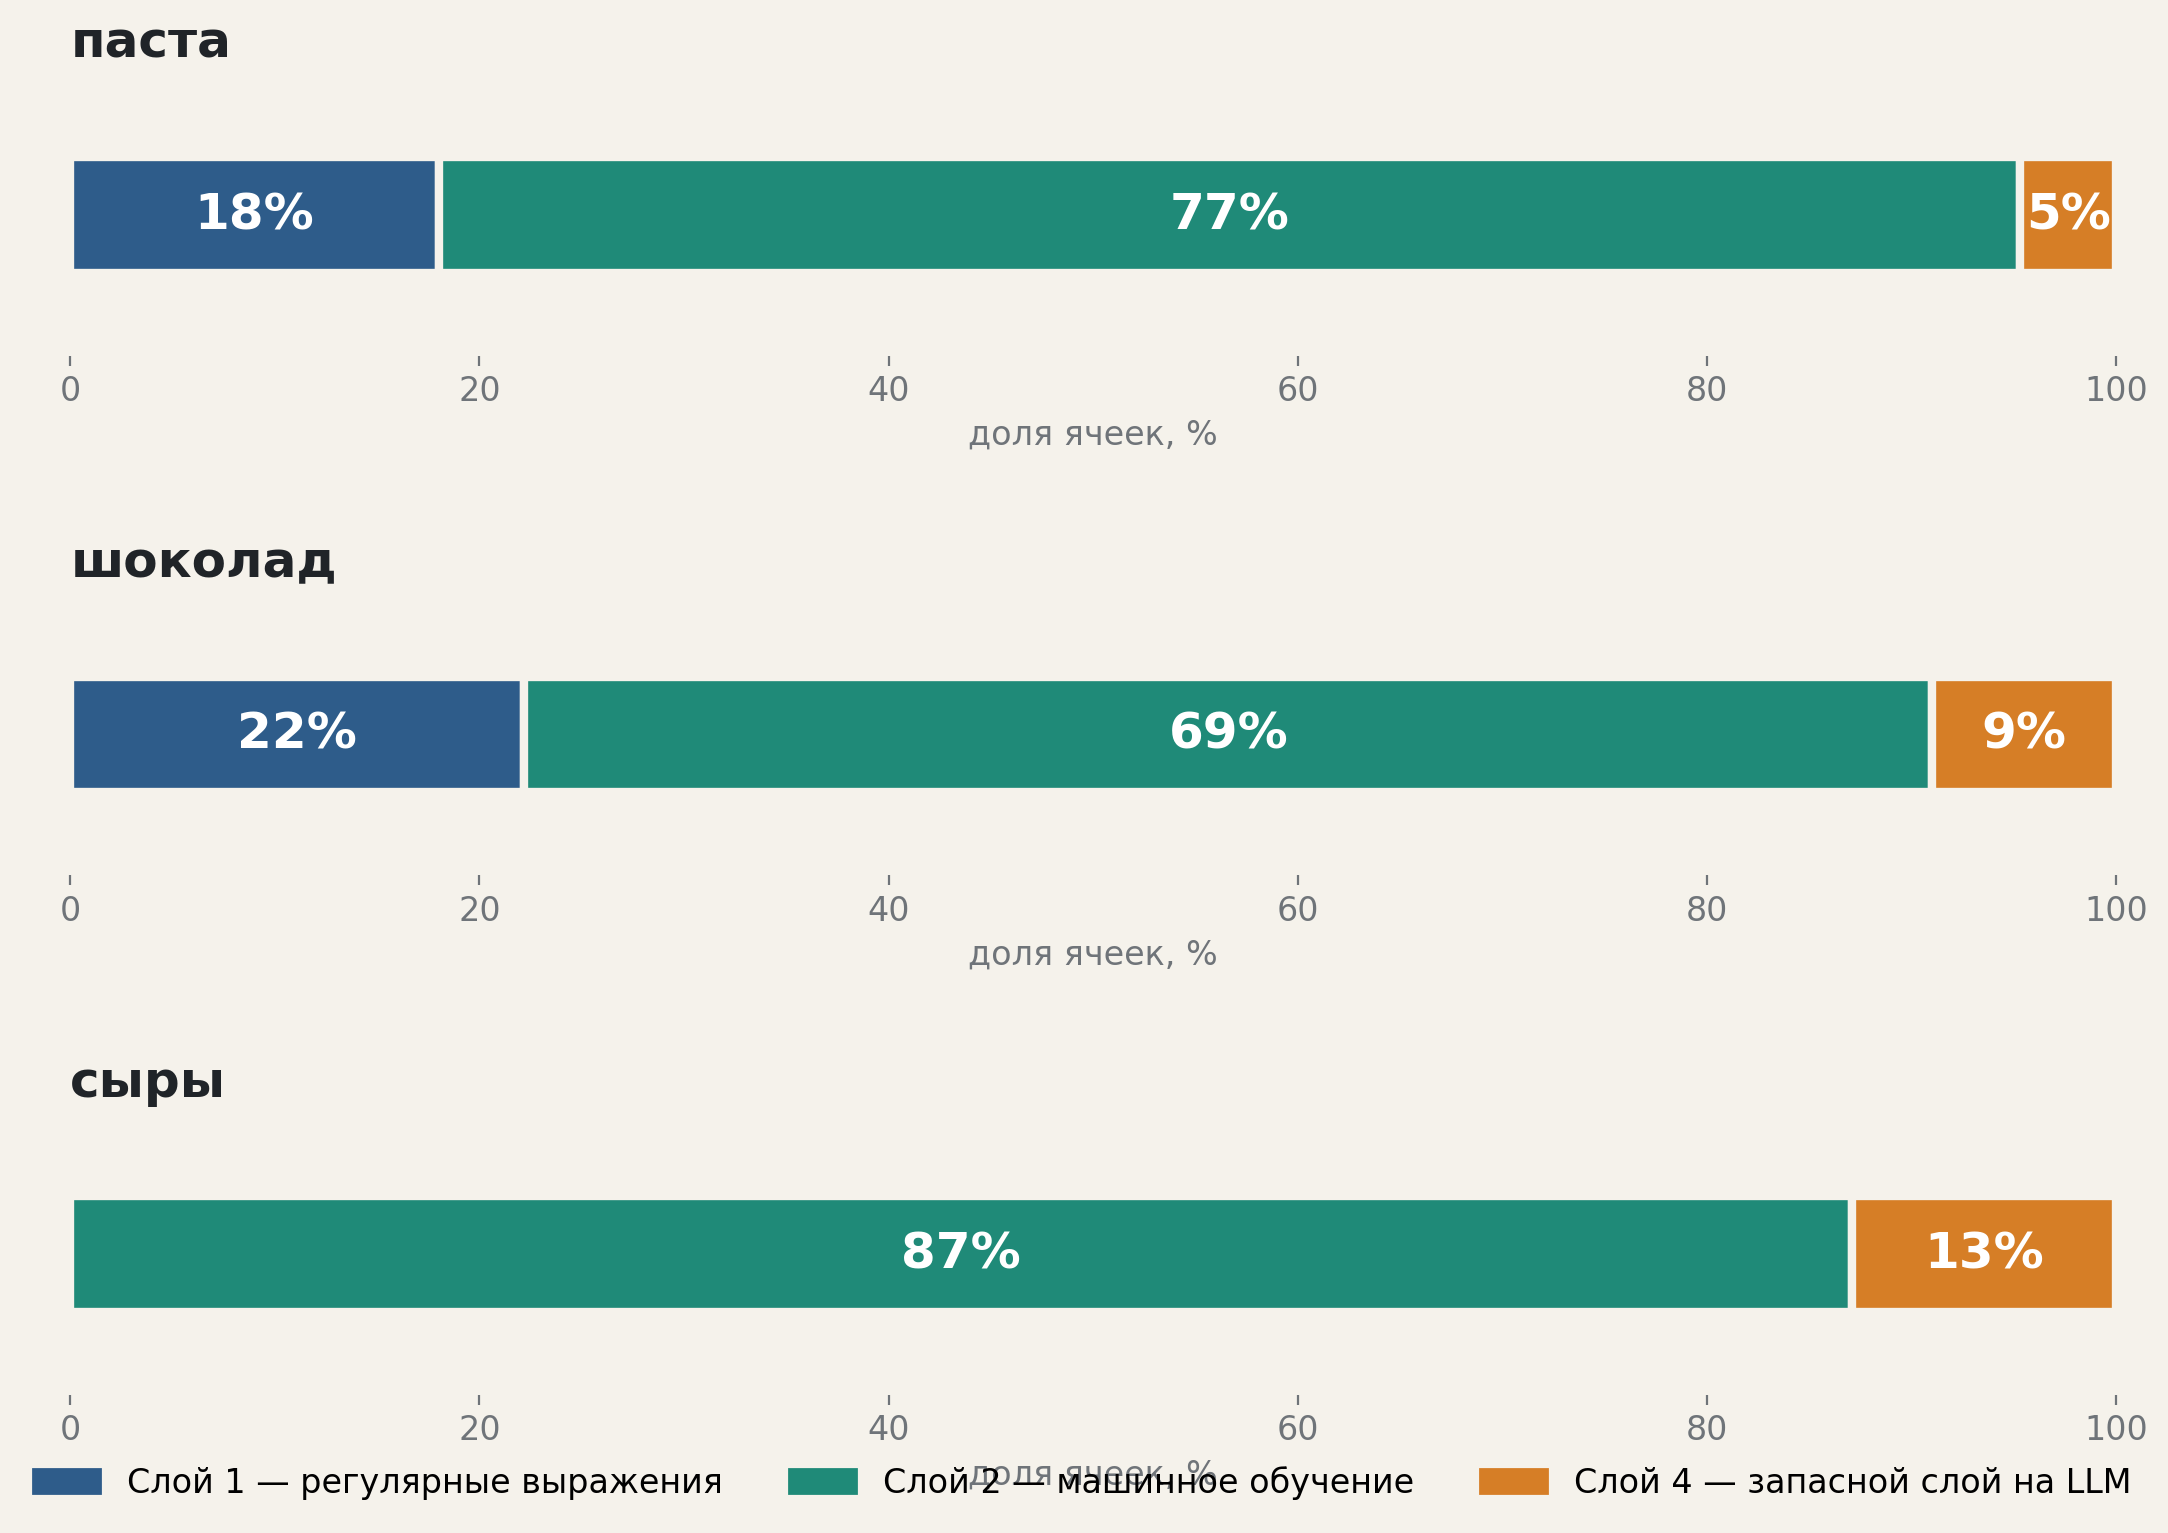 паста
18% 77% 5%
0 20 40 60 80 100
доля ячеек, %
шоколад
22% 69% 9%
0 20 40 60 80 100
доля ячеек, %
сыры
87% 13%
0 20 40 60 80 100
доля ячеек, %
Слой 1 — регулярные выражения Слой 2 — машинное обучение Слой 4 — запасной слой на LLM